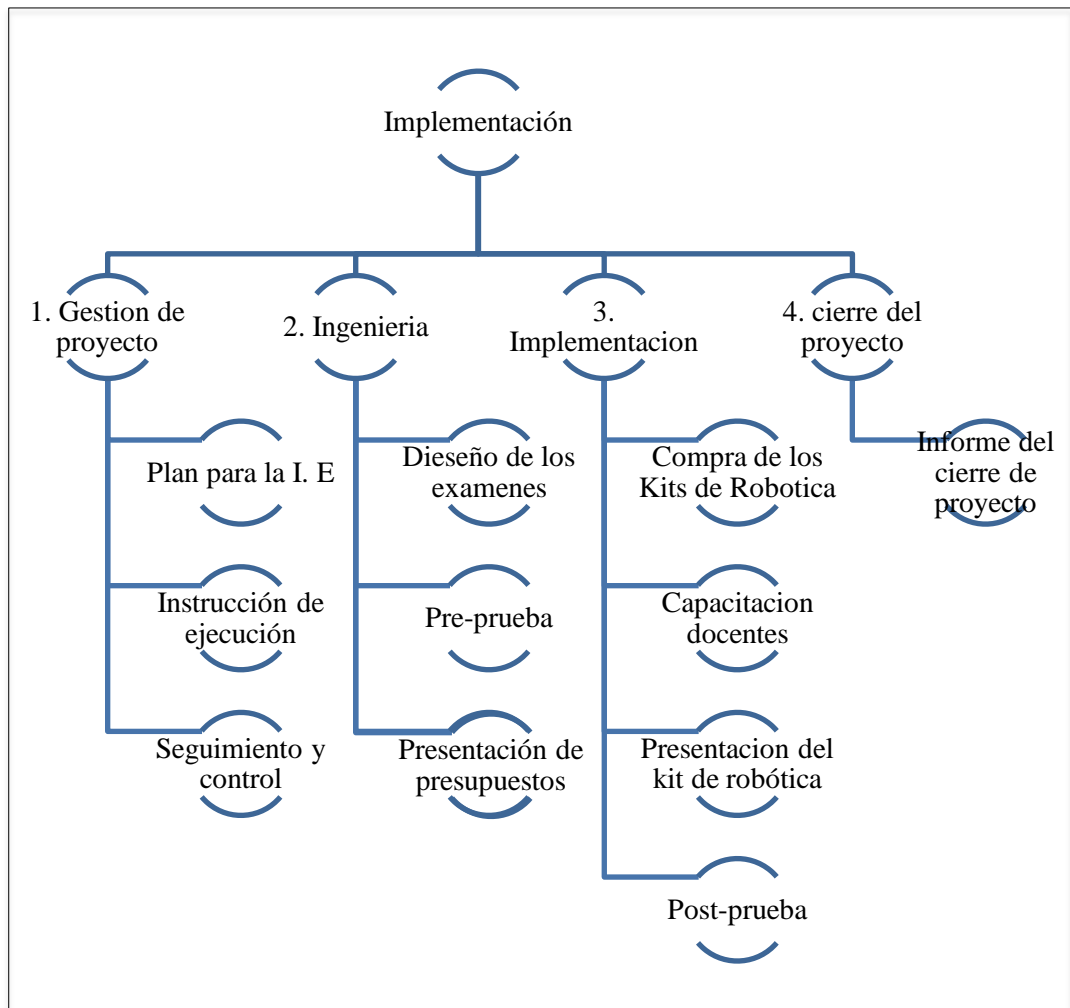 Implementación
1. Gestion de
proyecto
2. Ingenieria
3.
Implementacion
4. cierre del
proyecto
Plan para la I. E
Instrucción de
ejecución
Seguimiento y
control
Dieseño de los
examenes
Pre-prueba
Presentación de
presupuestos
Compra de los
Kits de Robotica
Capacitacion
docentes
Presentacion del
kit de robótica
Post-prueba
Informe del
cierre de
proyecto